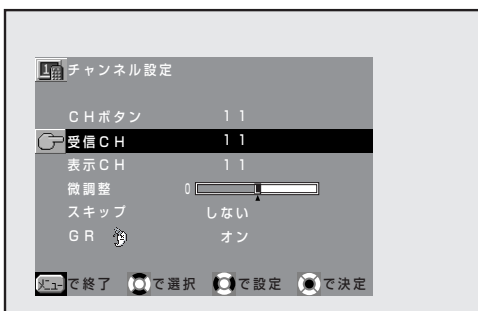 1 チャンネル設定
CHボタン 11
受信CH 11
表示CH 11
微調整 0
スキップ しない
GR オン
メニューで終了 で選択 で設定 で決定